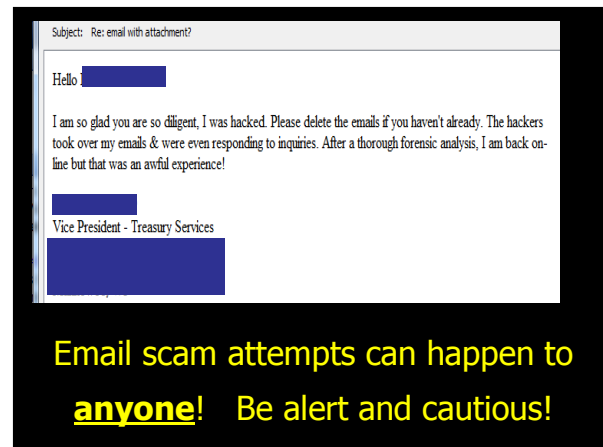 Subject: Re: email with attachment?
Hello
I am so glad you are so diligent, I was hacked. Please delete the emails if you haven't already. The hackers
took over my emails & were even responding to inquiries. After a thorough forensic analysis, I am back on-
line but that was an awful experience!
Vice President - Treasury Services
Email scam attempts can happen to
anyone! Be alert and cautious!